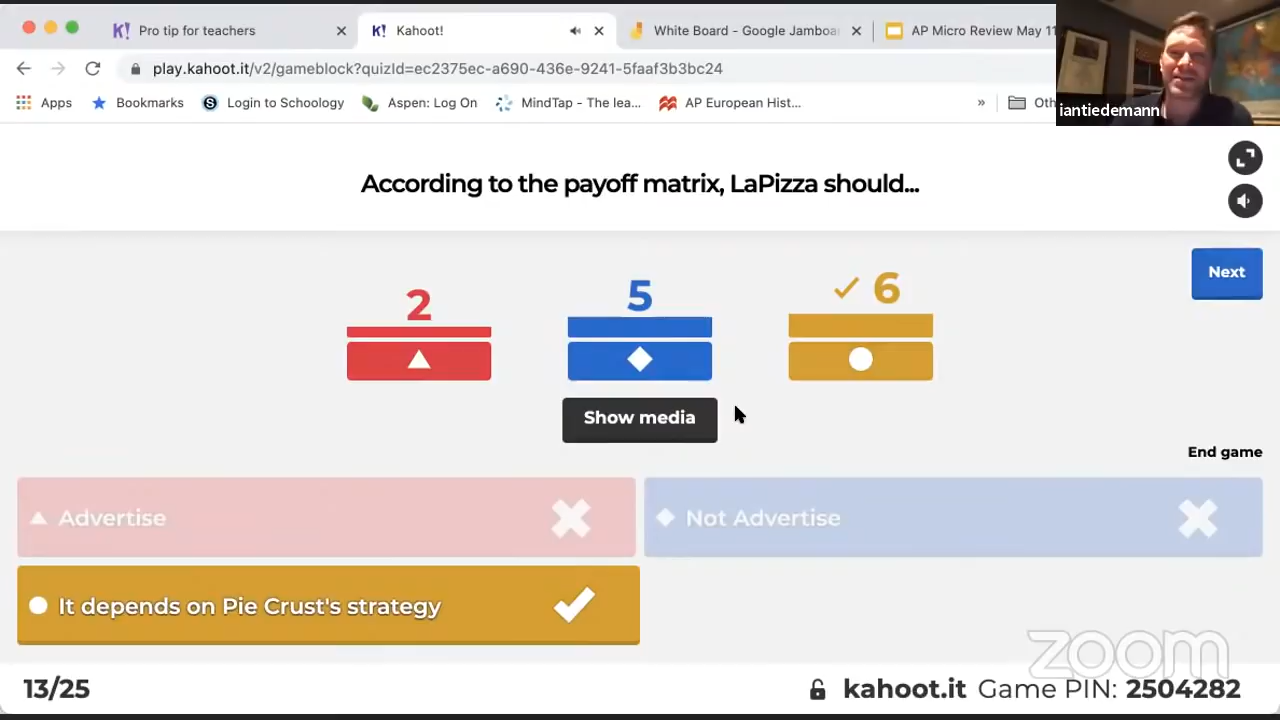 K! Pro tip for teachers
K! Kahoot!
White Board - Google Jamboa
AP Micro Review May 11
play.kahoot.it/v2/gameblock?quizId=ec2375ec-a690-436e-9241-5faaf3b3bc24
Apps
Bookmarks
S Login to Schoology
Aspen: Log On
MindTap - The lea...
AP European Hist...
»
Oth
iantiedemann
According to the payoff matrix, LaPizza should...
Next
2
5
6
Show media
End game
Advertise
Not Advertise
It depends on Pie Crust's strategy
zoom
13/25
kahoot.it Game PIN: 2504282